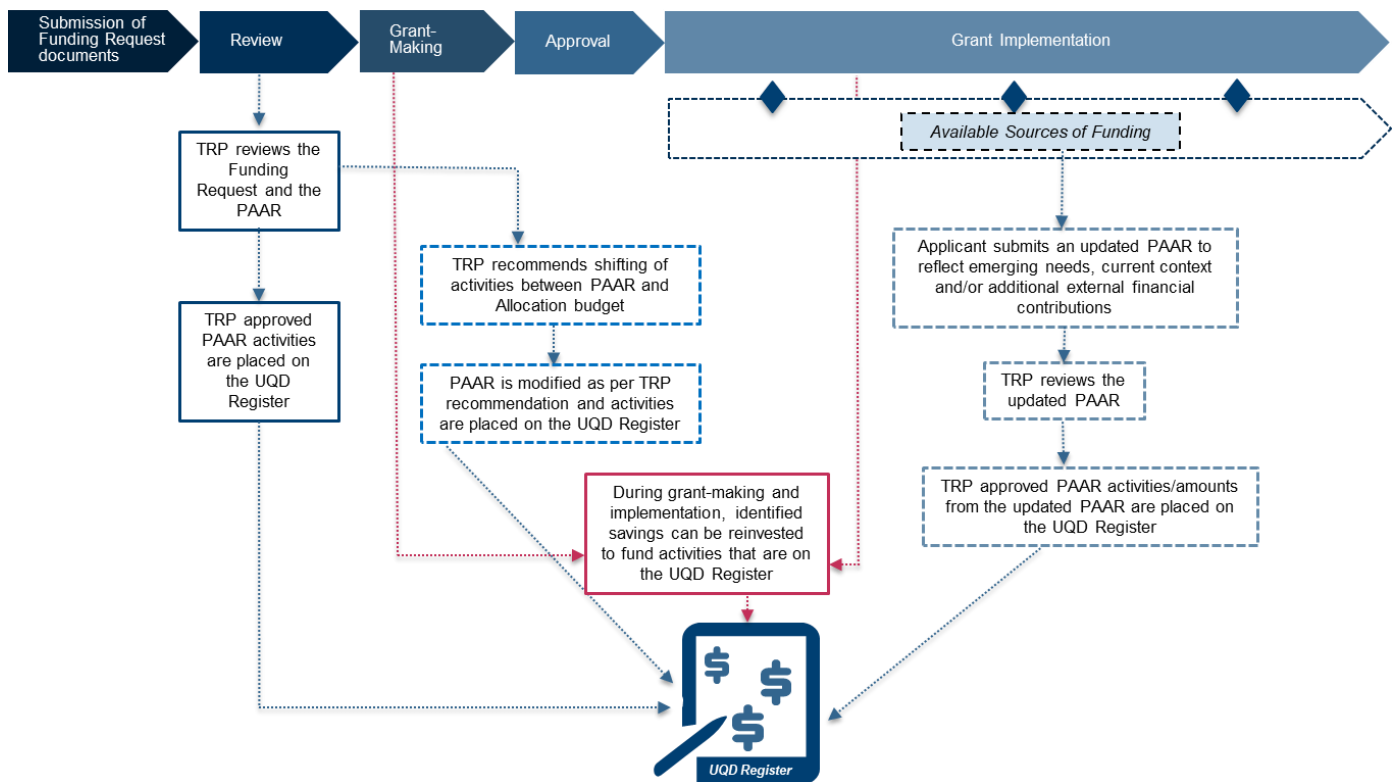 Submission of
Funding Request
documents
Review
Grant-
Making
Approval
Grant Implementation
Available Sources of Funding
TRP reviews the
Funding
Request and the
PAAR
TRP recommends shifting of
activities between PAAR and
Allocation budget
Applicant submits an updated PAAR to
reflect emerging needs, current context
and/or additional external financial
contributions
TRP approved
PAAR activities
are placed on
the UQD
Register
PAAR is modified as per TRP
recommendation and activities
are placed on the UQD Register
TRP reviews the
updated PAAR
During grant-making and
implementation, identified
savings can be reinvested
to fund activities that are on
the UQD Register
TRP approved PAAR activities/amounts
from the updated PAAR are placed on
the UQD Register
$
$
$
UQD Register